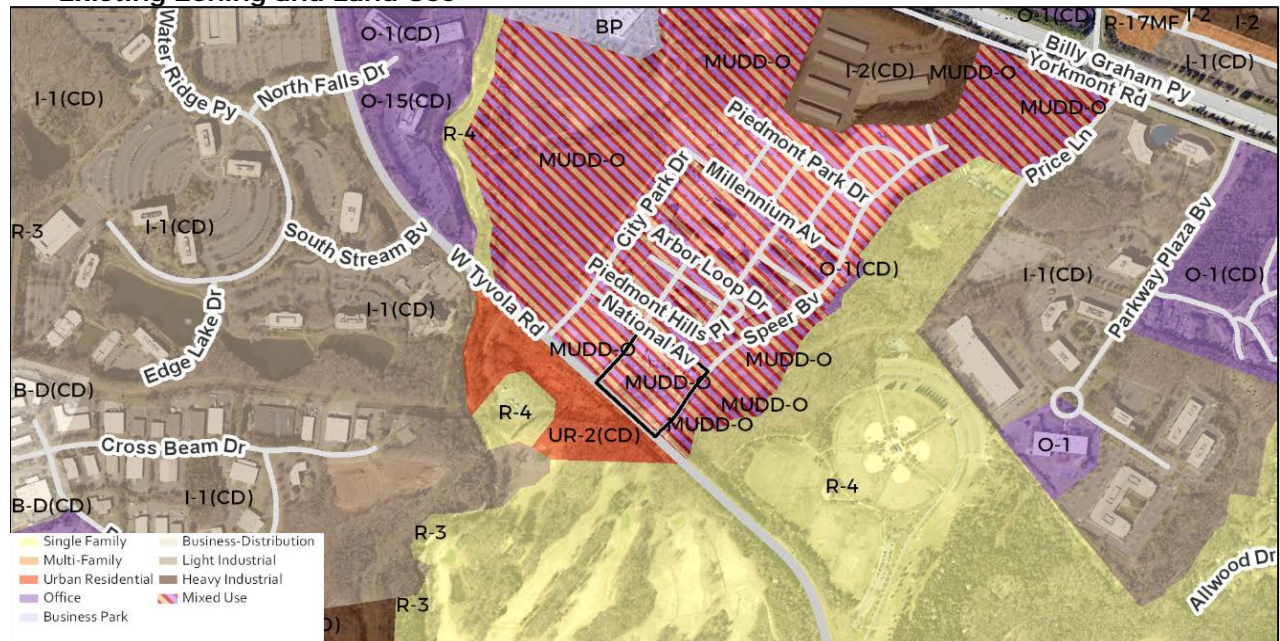 Existing Zoning and Land Use
O-1(CD)
BP
MUDD-O
O-1(CD)
R-17MF
I-2
I-2
Water Ridge Py
North Falls Dr
I-1(CD)
O-15(CD)
R-4
I-2(CD)
MUDD-O
Billy Graham Py
Yorkmont Rd
I-1(CD)
MUDD-O
MUDD-O
Piedmont Park Dr
Price Ln
City Park Dr
Millennium Av
R-3
I-1(CD)
South Stream Bv
Arbor Loop Dr
O-1(CD)
I-1(CD)
Parkway Plaza Bv
O-1(CD)
W Tyvola Rd
I-1(CD)
Piedmont Hills Pl
National Av
Speer Bv
Edge Lake Dr
MUDD-O
MUDD-O
MUDD-O
B-D(CD)
MUDD-O
R-4
MUDD-O
UR-2(CD)
O-1
Cross Beam Dr
R-4
I-1(CD)
B-D(CD)
R-3
Allwood Dr
R-3
D)
Single Family
Multi-Family
Urban Residential
Office
Business Park
Business-Distribution
Light Industrial
Heavy Industrial
Mixed Use